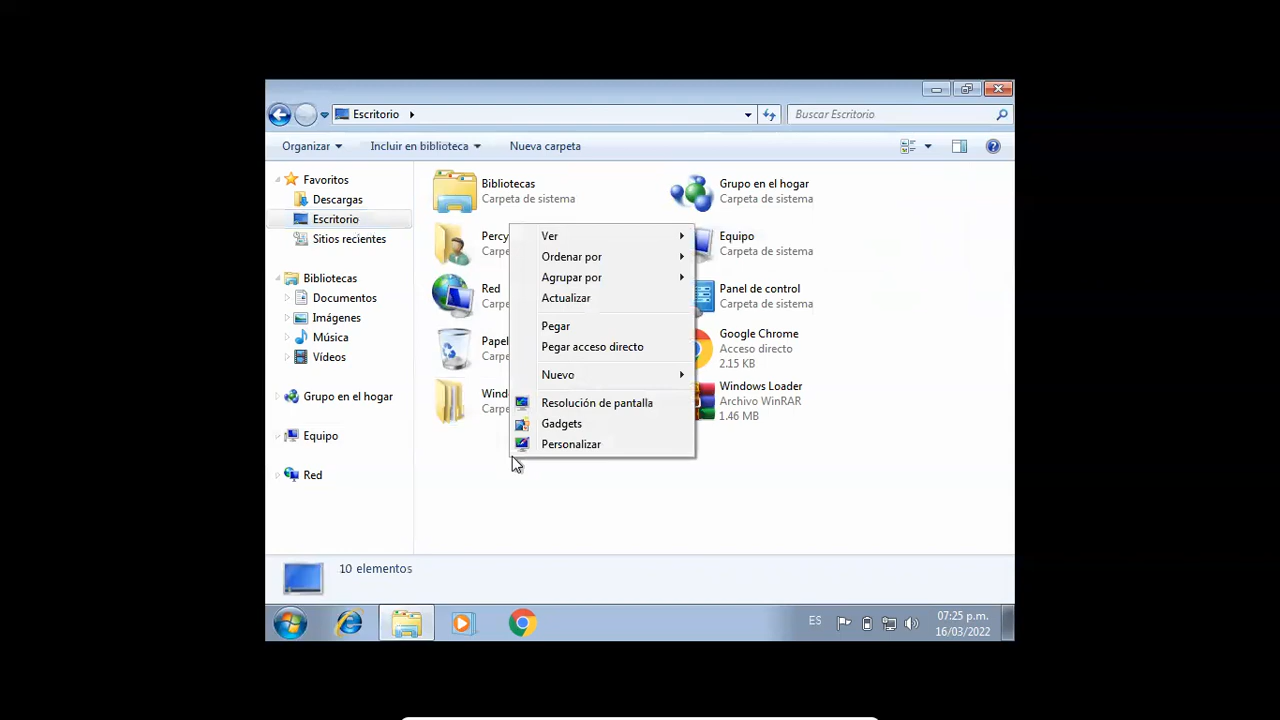 Escritorio
Buscar Escritorio
Organizar
Incluir en biblioteca
Nueva carpeta
Favoritos
Descargas
Escritorio
Sitios recientes
Bibliotecas
Documentos
Imágenes
Música
Vídeos
Grupo en el hogar
Equipo
Red
Bibliotecas
Carpeta de sistema
Grupo en el hogar
Carpeta de sistema
Percy
Carpe
Equipo
Carpeta de sistema
Red
Carpe
Panel de control
Carpeta de sistema
Papel
Google Chrome
Acceso directo
2.15 KB
Wind
Carpe
Windows Loader
Archivo WinRAR
1.46 MB
Ver
Ordenar por
Agrupar por
Actualizar
Pegar
Pegar acceso directo
Nuevo
Resolución de pantalla
Gadgets
Personalizar
10 elementos
ES
07:25 p.m.
16/03/2022